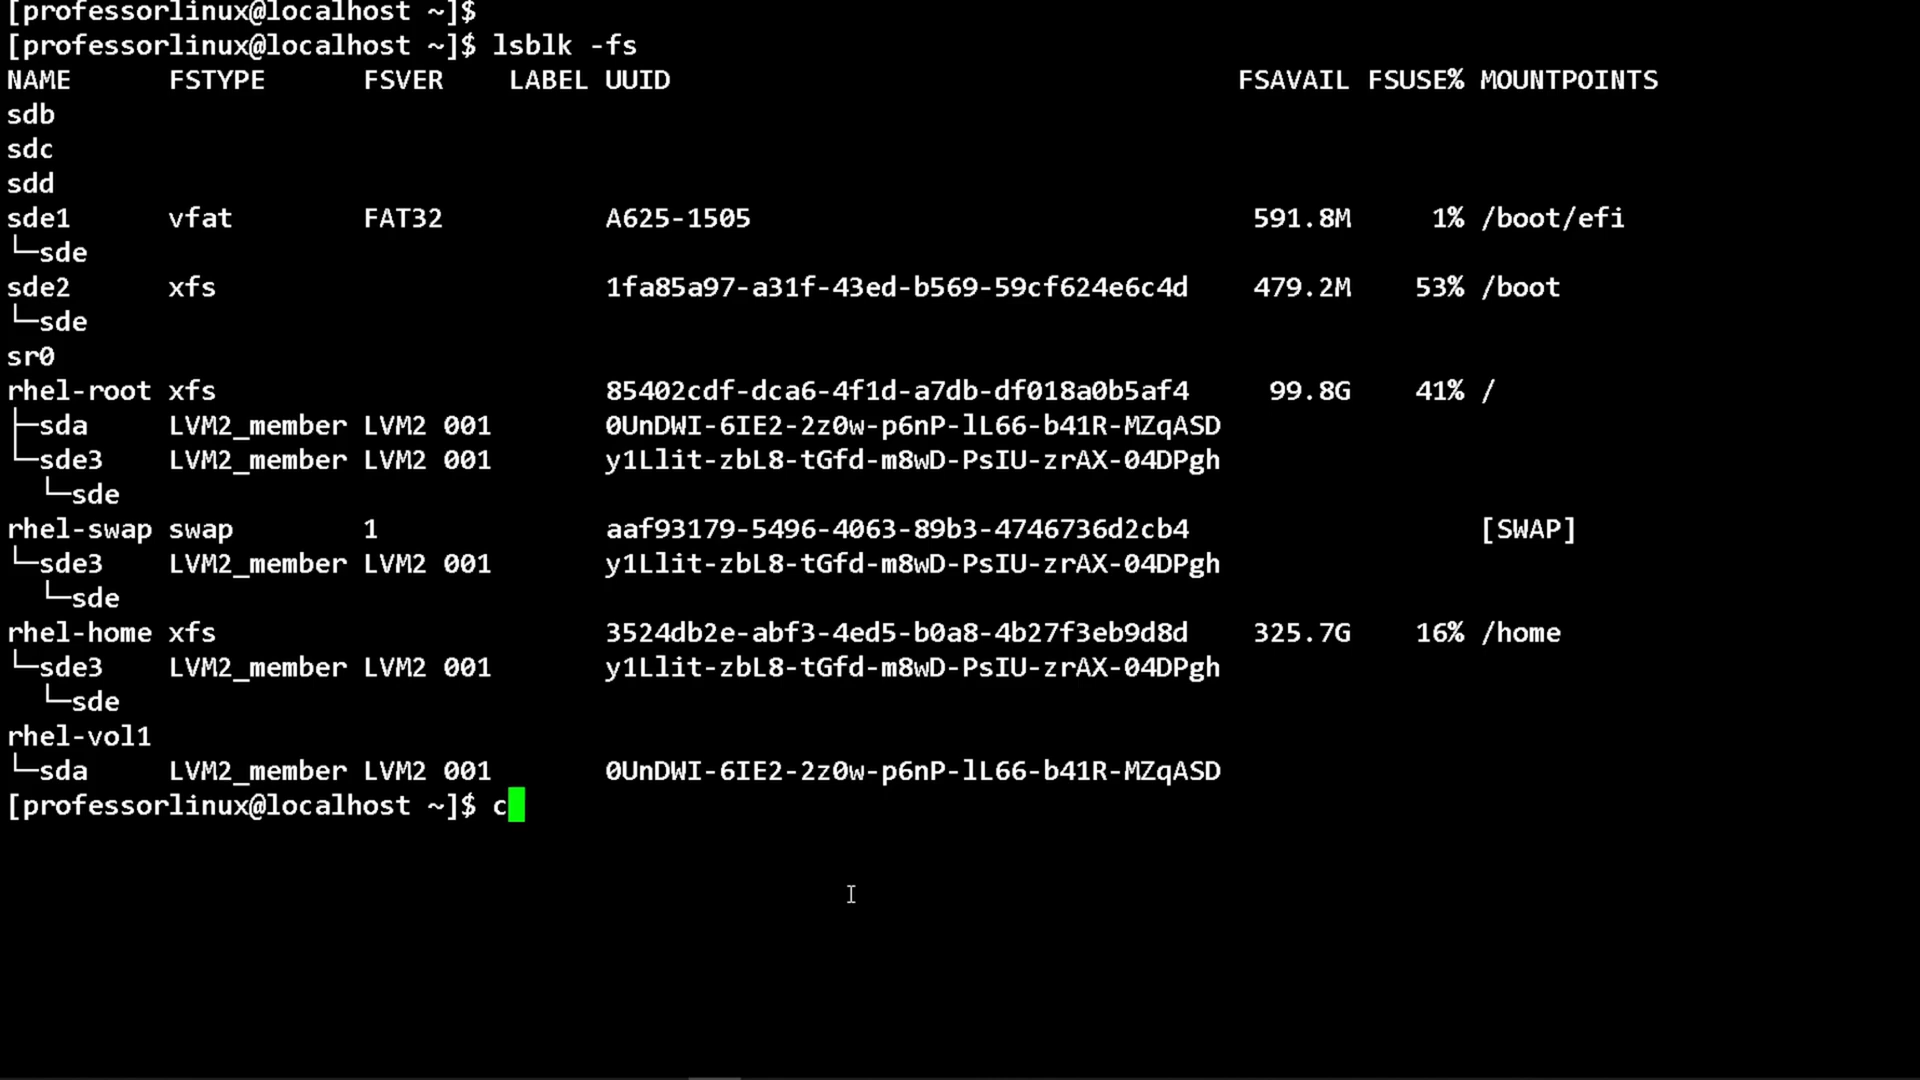 [professorlinux@localhost ~]$
[professorlinux@localhost ~]$ lsblk -fs
NAME        FSTYPE      FSVER    LABEL UUID                                   FSAVAIL FSUSE% MOUNTPOINTS
sdb
sdc
sdd
sde1        vfat        FAT32          A625-1505                               591.8M     1% /boot/efi
└─sde
sde2        xfs                        1fa85a97-a31f-43ed-b569-59cf624e6c4d    479.2M    53% /boot
└─sde
sr0
rhel-root xfs                        85402cdf-dca6-4f1d-a7db-df018a0b5af4     99.8G    41% /
├─sda       LVM2_member LVM2 001       0UnDWI-6IE2-2z0w-p6nP-lL66-b41R-MZqASD
└─sde3      LVM2_member LVM2 001       y1Llit-zbL8-tGfd-m8wD-PsIU-zrAX-04DPgh
  └─sde
rhel-swap swap        1              aaf93179-5496-4063-89b3-4746736d2cb4                  [SWAP]
└─sde3      LVM2_member LVM2 001       y1Llit-zbL8-tGfd-m8wD-PsIU-zrAX-04DPgh
  └─sde
rhel-home xfs                        3524db2e-abf3-4ed5-b0a8-4b27f3eb9d8d    325.7G    16% /home
└─sde3      LVM2_member LVM2 001       y1Llit-zbL8-tGfd-m8wD-PsIU-zrAX-04DPgh
  └─sde
rhel-vol1
└─sda       LVM2_member LVM2 001       0UnDWI-6IE2-2z0w-p6nP-lL66-b41R-MZqASD
[professorlinux@localhost ~]$ c